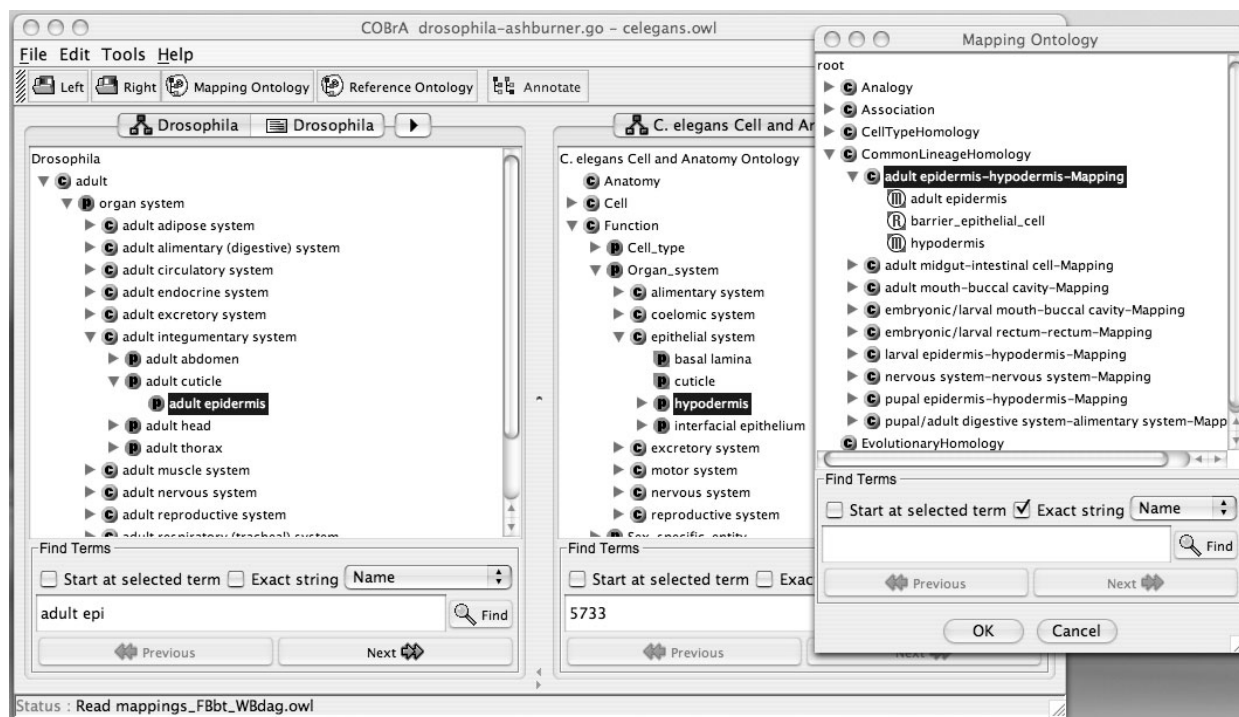 COBrA drosophila-ashburner.go – celegans.owl
File Edit Tools Help
Left Right Mapping Ontology Reference Ontology Annotate
Drosophila Drosophila
Drosophila
adult
organ system
adult adipose system
adult alimentary (digestive) system
adult circulatory system
adult endocrine system
adult excretory system
adult integumentary system
adult abdomen
adult cuticle
adult epidermis
adult head
adult thorax
adult muscle system
adult nervous system
adult reproductive system
adult respiratory (tracheal) system
Find Terms
Start at selected term Exact string Name
adult epi Find
Previous Next
C. elegans Cell and An
C. elegans Cell and Anatomy Ontology
Anatomy
Cell
Function
Cell_type
Organ_system
alimentary system
coelomic system
epithelial system
basal lamina
cuticle
hypodermis
interfacial epithelium
excretory system
motor system
nervous system
reproductive system
Sex_specific_entity
Find Terms
Start at selected term Exac
5733
Previous Next
Mapping Ontology
root
Analogy
Association
CellTypeHomology
CommonLineageHomology
adult epidermis-hypodermis-Mapping
adult epidermis
barrier_epithelial_cell
hypodermis
adult midgut-intestinal cell-Mapping
adult mouth-buccal cavity-Mapping
embryonic/larval mouth-buccal cavity-Mapping
embryonic/larval rectum-rectum-Mapping
larval epidermis-hypodermis-Mapping
nervous system-nervous system-Mapping
pupal epidermis-hypodermis-Mapping
pupal/adult digestive system-alimentary system-Mapp
EvolutionaryHomology
Find Terms
Start at selected term Exact string Name
Find
Previous Next
OK Cancel
Status : Read mappings_FBbt_WBdag.owl